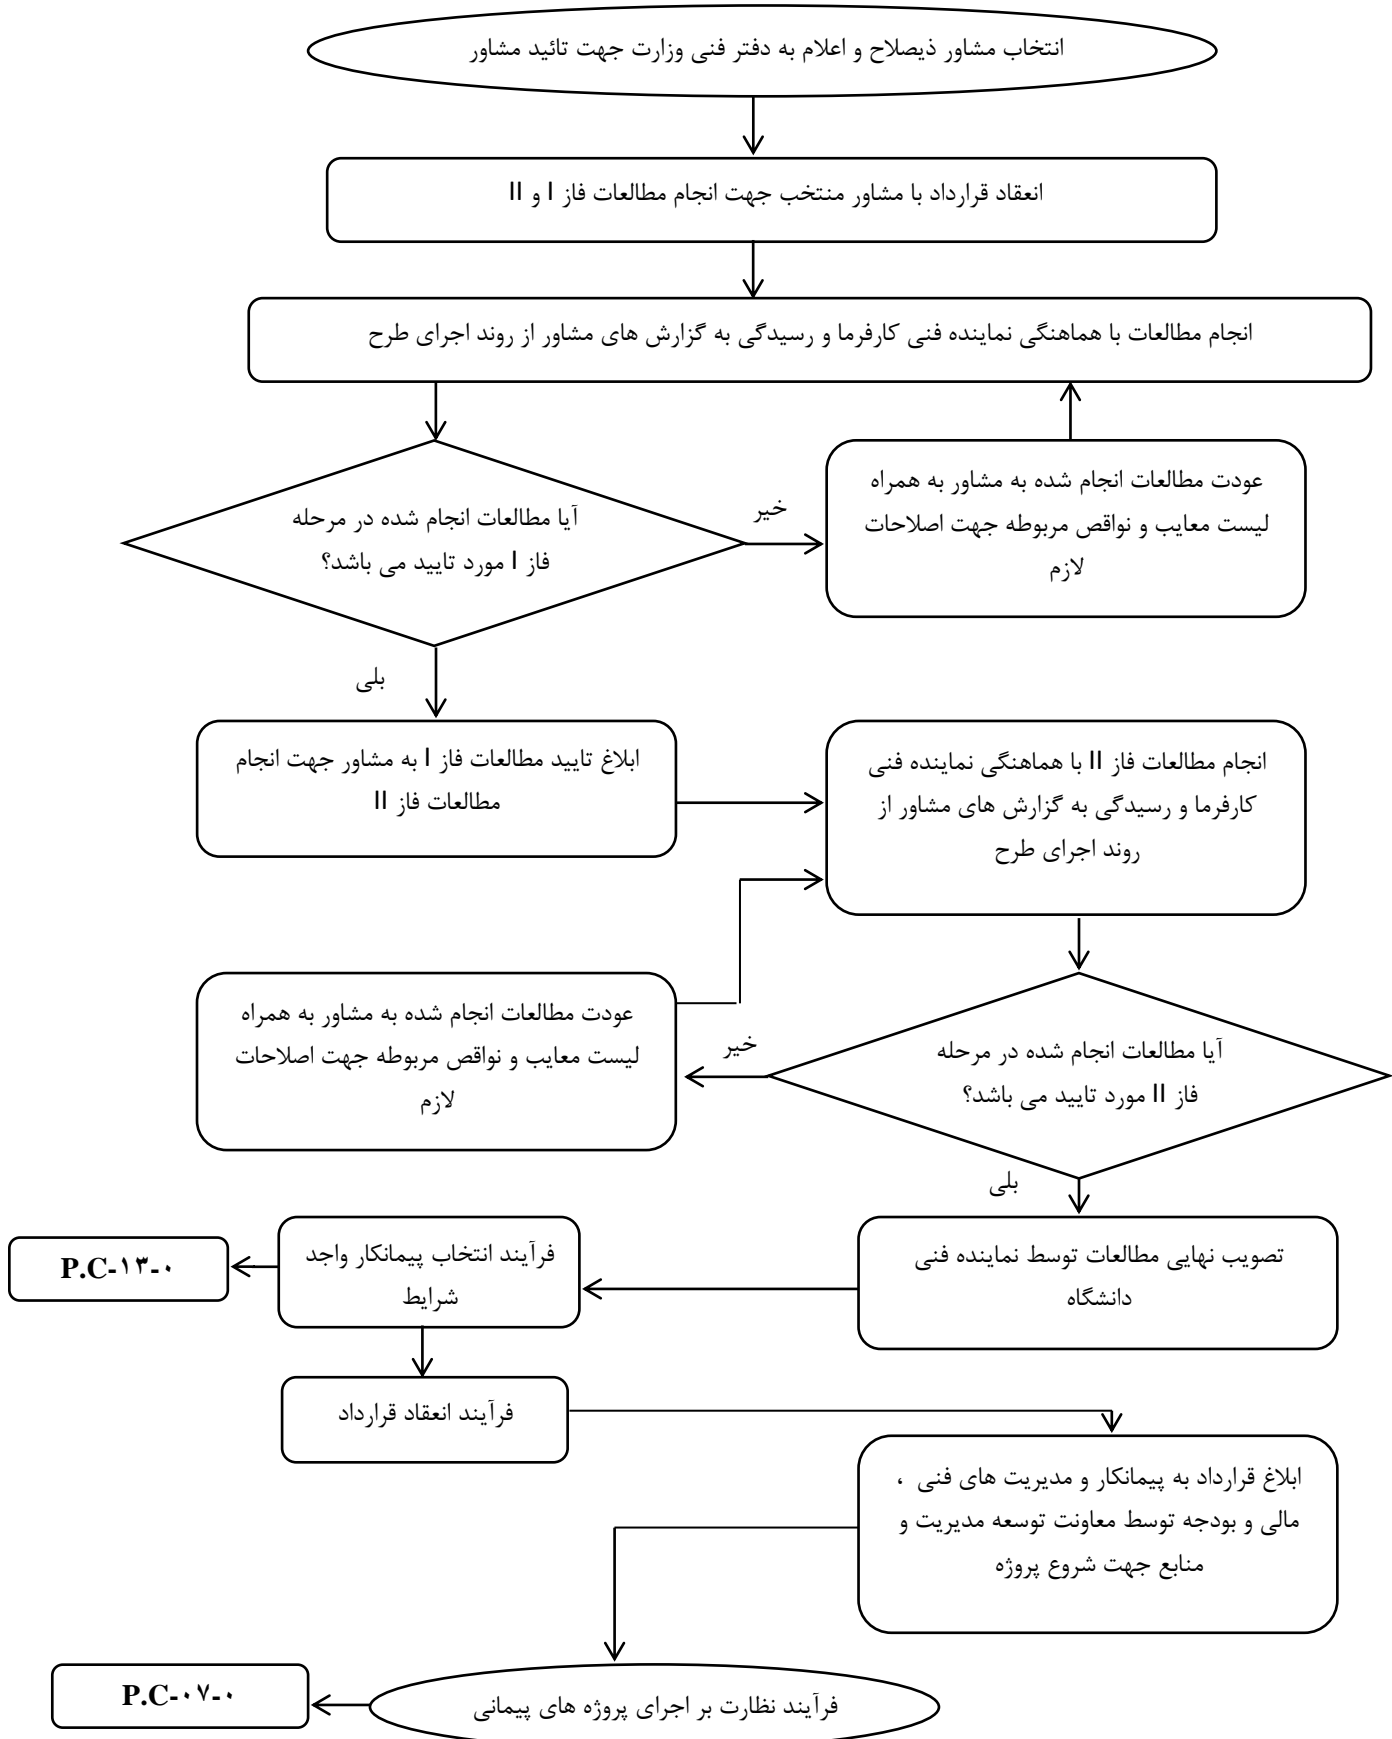 انتخاب مشاور ذیصلاح و اعلام به دفتر فنی وزارت جهت تائید مشاور
انعقاد قرارداد با مشاور منتخب جهت انجام مطالعات فاز I و II
انجام مطالعات با هماهنگی نماینده فنی کارفرما و رسیدگی به گزارش های مشاور از روند اجرای طرح
آیا مطالعات انجام شده در مرحله
فاز I مورد تایید می باشد؟
خیر
عودت مطالعات انجام شده به مشاور به همراه
لیست معایب و نواقص مربوطه جهت اصلاحات
لازم
بلی
ابلاغ تایید مطالعات فاز I به مشاور جهت انجام
مطالعات فاز II
انجام مطالعات فاز II با هماهنگی نماینده فنی
کارفرما و رسیدگی به گزارش های مشاور از
روند اجرای طرح
آیا مطالعات انجام شده در مرحله
فاز II مورد تایید می باشد؟
خیر
عودت مطالعات انجام شده به مشاور به همراه
لیست معایب و نواقص مربوطه جهت اصلاحات
لازم
بلی
تصویب نهایی مطالعات توسط نماینده فنی
دانشگاه
فرآیند انتخاب پیمانکار واجد
شرایط
P.C-۱۳-۰
فرآیند انعقاد قرارداد
ابلاغ قرارداد به پیمانکار و مدیریت های فنی ،
مالی و بودجه توسط معاونت توسعه مدیریت و
منابع جهت شروع پروژه
فرآیند نظارت بر اجرای پروژه های پیمانی
P.C-۰۷-۰